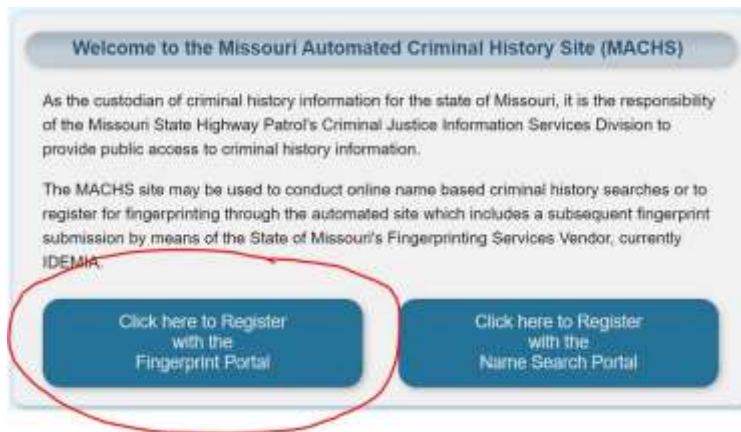 Welcome to the Missouri Automated Criminal History Site (MACHS)
As the custodian of criminal history information for the state of Missouri, it is the responsibility
of the Missouri State Highway Patrol's Criminal Justice Information Services Division to
provide public access to criminal history information.
The MACHS site may be used to conduct online name based criminal history searches or to
register for fingerprinting through the automated site which includes a subsequent fingerprint
submission by means of the State of Missouri's Fingerprinting Services Vendor, currently
IDEMIA.
Click here to Register
with the
Fingerprint Portal
Click here to Register
with the
Name Search Portal